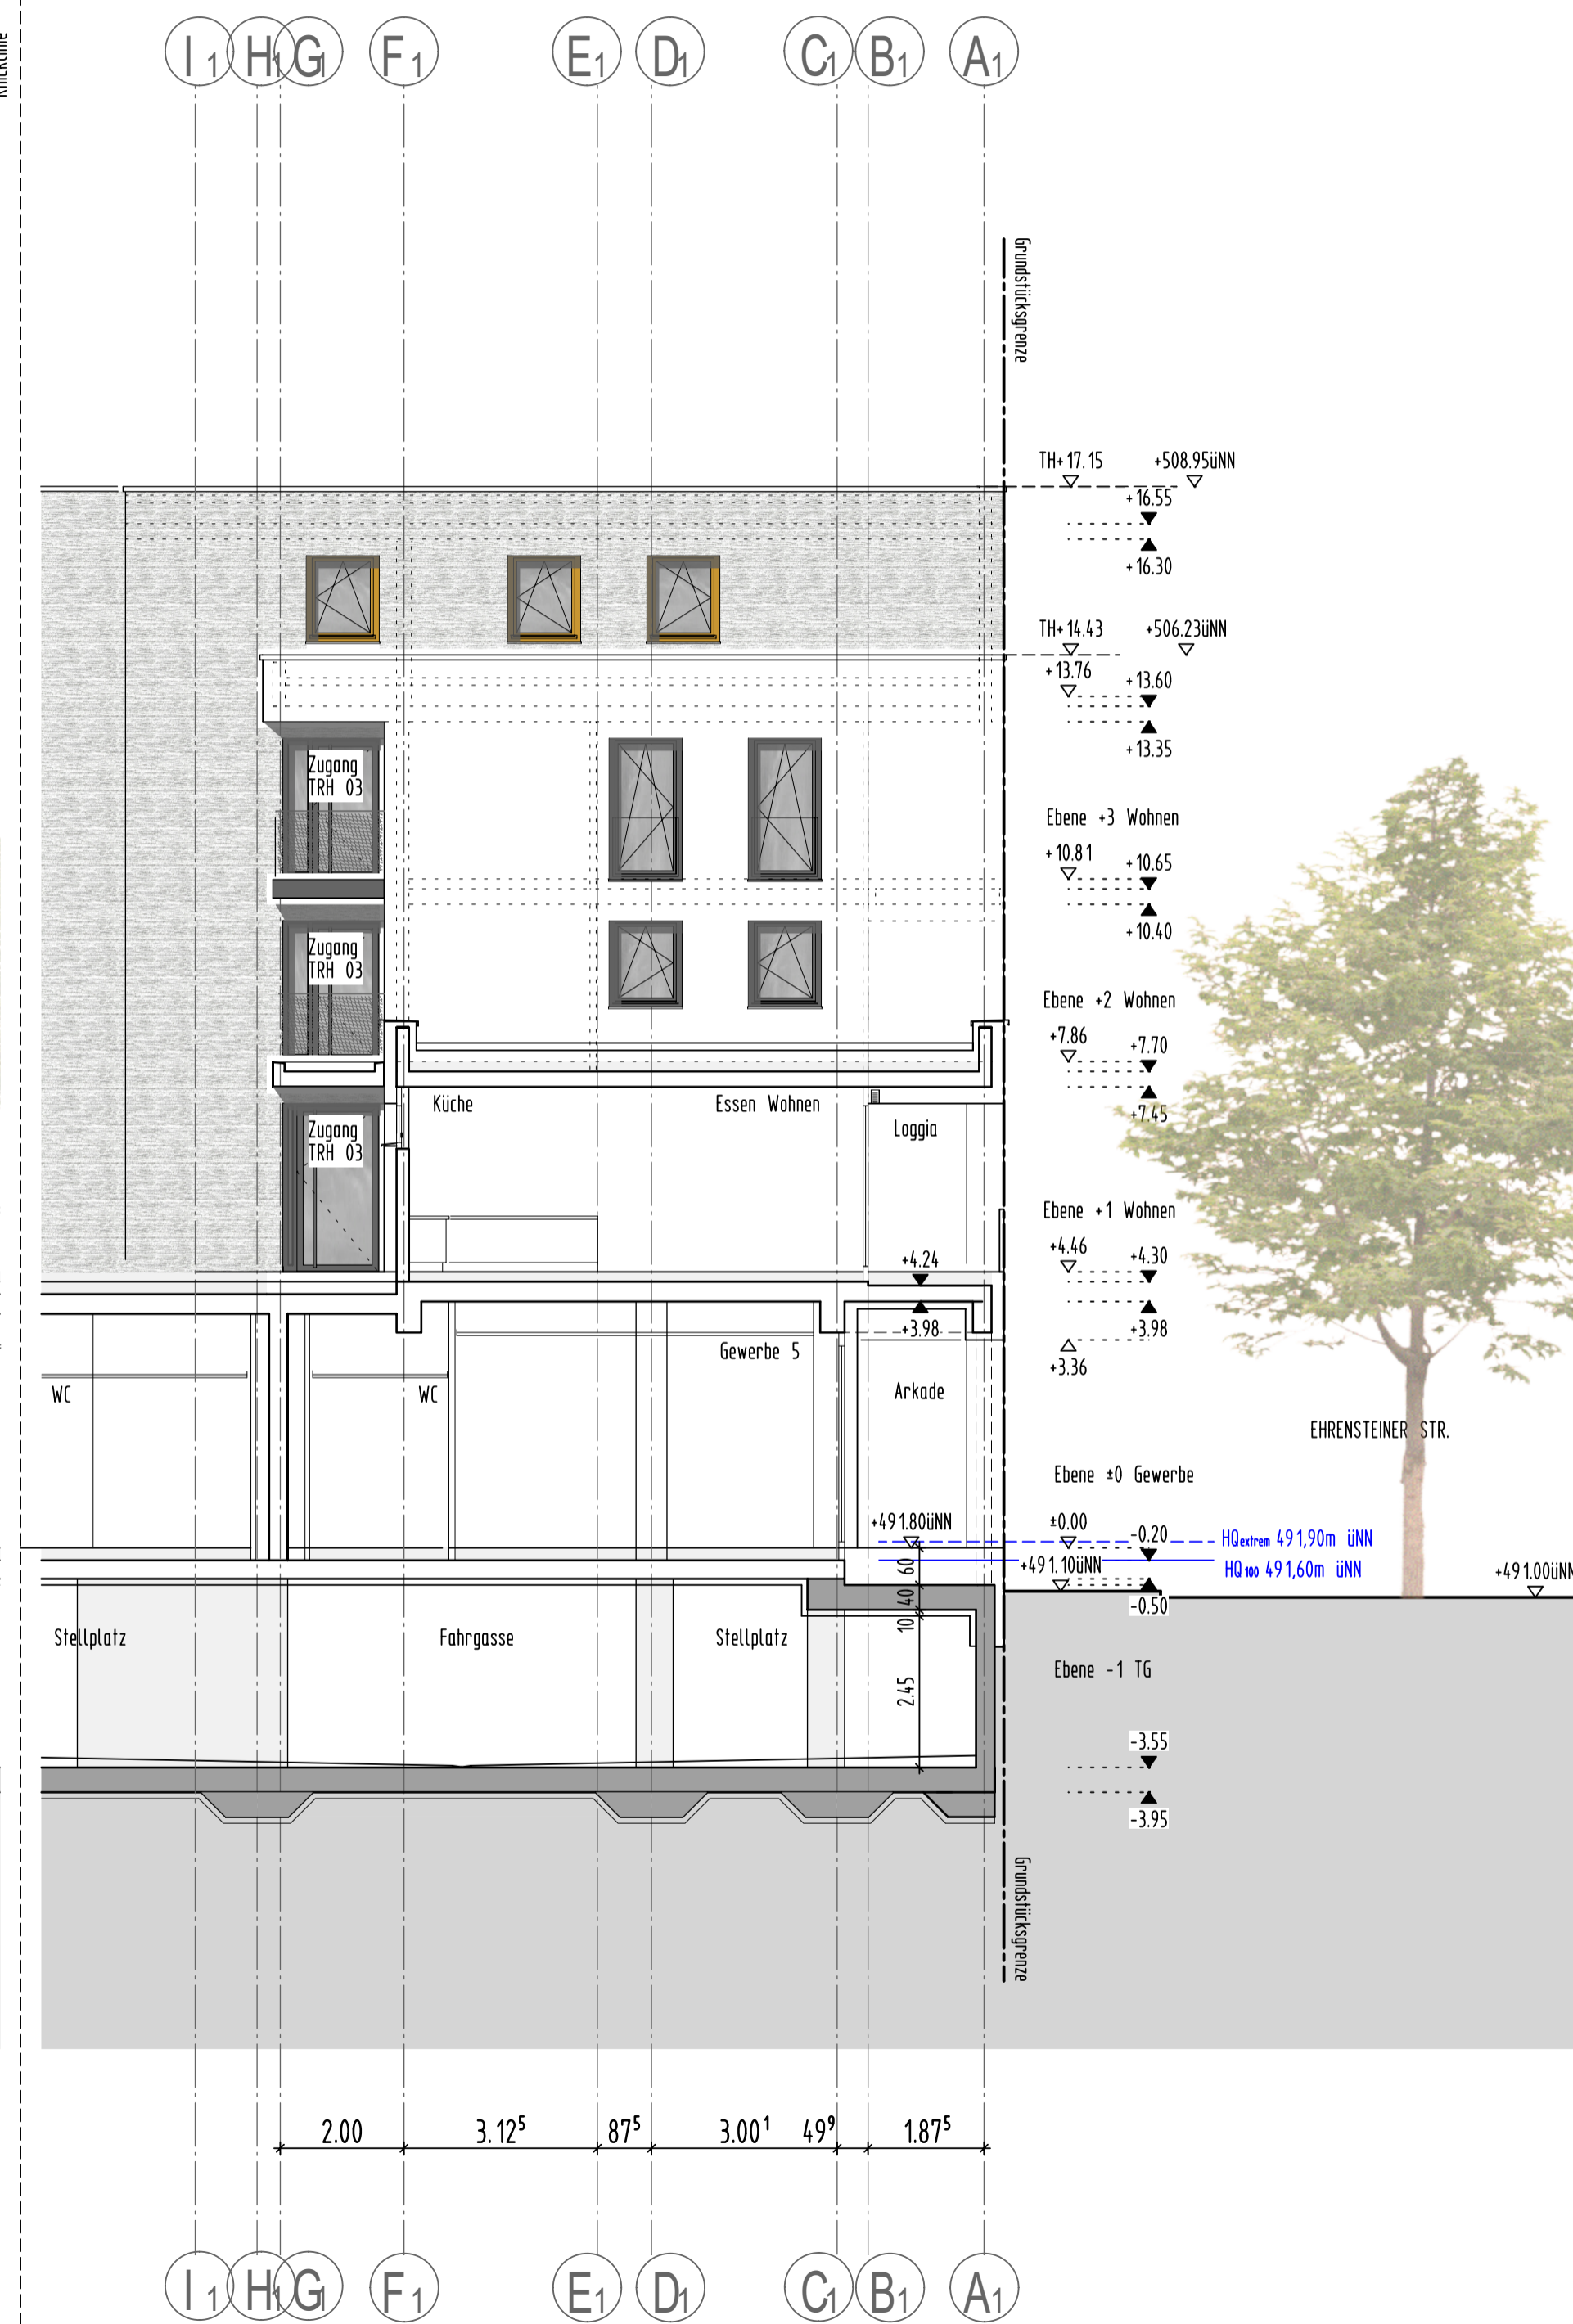 Knicklinie
I1 H1 G1 F1 E1 D1 C1 B1 A1
Grundstücksgrenze
TH+17.15 +508.95üNN
+16.55
+16.30
TH+14.43 +506.23üNN
+13.76
+13.60
+13.35
Zugang
TRH 03
Ebene +3 Wohnen
+10.81
+10.65
+10.40
Zugang
TRH 03
Ebene +2 Wohnen
+7.86
+7.70
+7.45
Küche
Essen Wohnen
Loggia
Zugang
TRH 03
Ebene +1 Wohnen
+4.46
+4.30
+4.24
+3.98
+3.98
+3.36
Gewerbe 5
WC
WC
Arkade
EHRENSTEINER STR.
Ebene ±0 Gewerbe
+491.80üNN
±0.00
-0.20
HQextrem 491,90m üNN
+491.10üNN
HQ100 491,60m üNN
+491.00üNN
-0.50
60
40
10
2.45
Stellplatz
Fahrgasse
Stellplatz
Ebene -1 TG
-3.55
-3.95
Grundstücksgrenze
2.00 3.12⁵ 87⁵ 3.00¹ 49⁹ 1.87⁵
I1 H1 G1 F1 E1 D1 C1 B1 A1